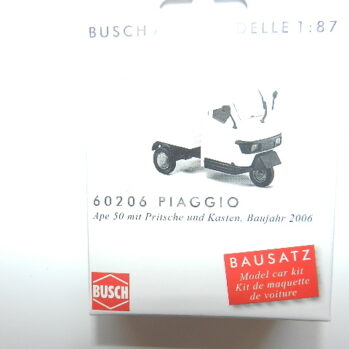 BUSCH DELLE 1:87
60206 PIAGGIO
Ape 50 mit Pritsche und Kasten, Baujahr 2006
BAUSATZ
Model car kit
Kit de maquette
de voiture
BUSCH